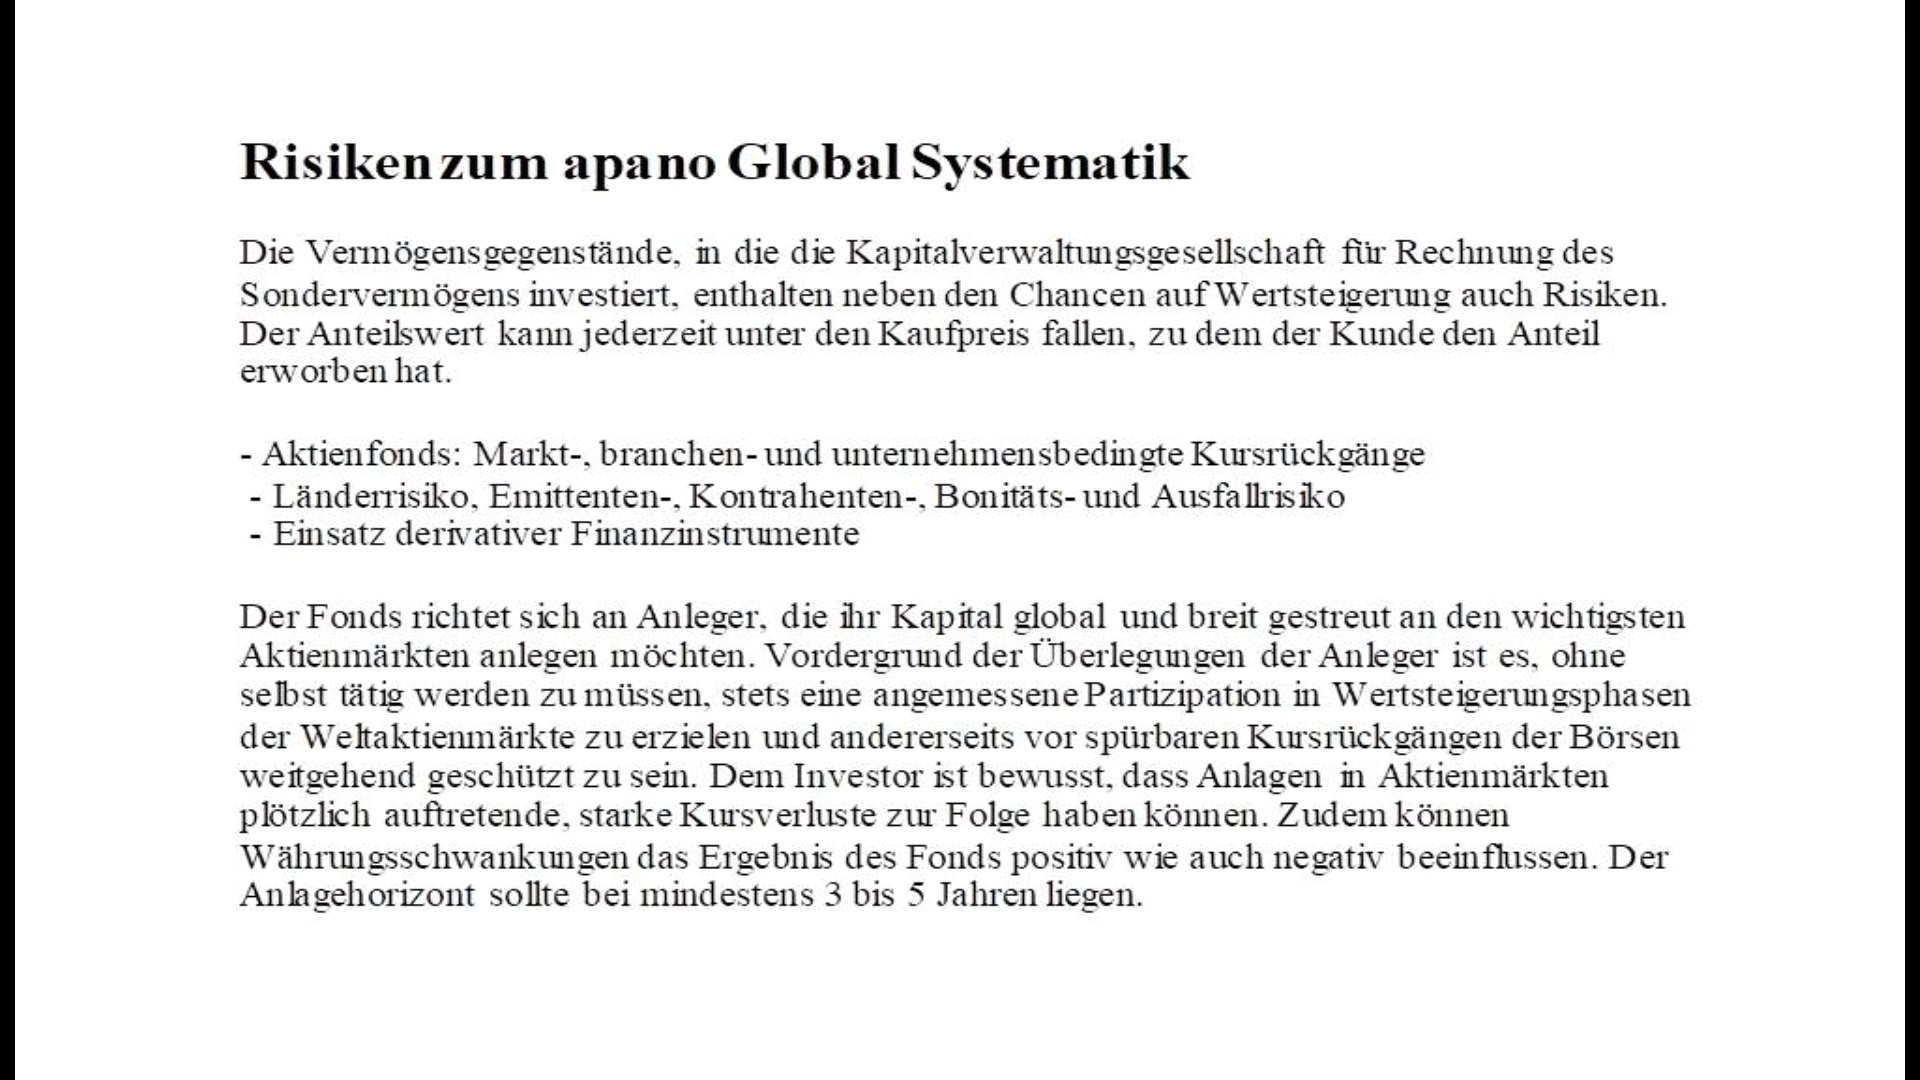 Risiken zum apano Global Systematik
Die Vermögensgegenstände, in die die Kapitalverwaltungsgesellschaft für Rechnung des
Sondervermögens investiert, enthalten neben den Chancen auf Wertsteigerung auch Risiken.
Der Anteilswert kann jederzeit unter den Kaufpreis fallen, zu dem der Kunde den Anteil
erworben hat.
- Aktienfonds: Markt-, branchen- und unternehmensbedingte Kursrückgänge
- Länderrisiko, Emittenten-, Kontrahenten-, Bonitäts- und Ausfallrisiko
- Einsatz derivativer Finanzinstrumente
Der Fonds richtet sich an Anleger, die ihr Kapital global und breit gestreut an den wichtigsten
Aktienmärkten anlegen möchten. Vordergrund der Überlegungen der Anleger ist es, ohne
selbst tätig werden zu müssen, stets eine angemessene Partizipation in Wertsteigerungsphasen
der Weltaktienmärkte zu erzielen und andererseits vor spürbaren Kursrückgängen der Börsen
weitgehend geschützt zu sein. Dem Investor ist bewusst, dass Anlagen in Aktienmärkten
plötzlich auftretende, starke Kursverluste zur Folge haben können. Zudem können
Währungsschwankungen das Ergebnis des Fonds positiv wie auch negativ beeinflussen. Der
Anlagehorizont sollte bei mindestens 3 bis 5 Jahren liegen.